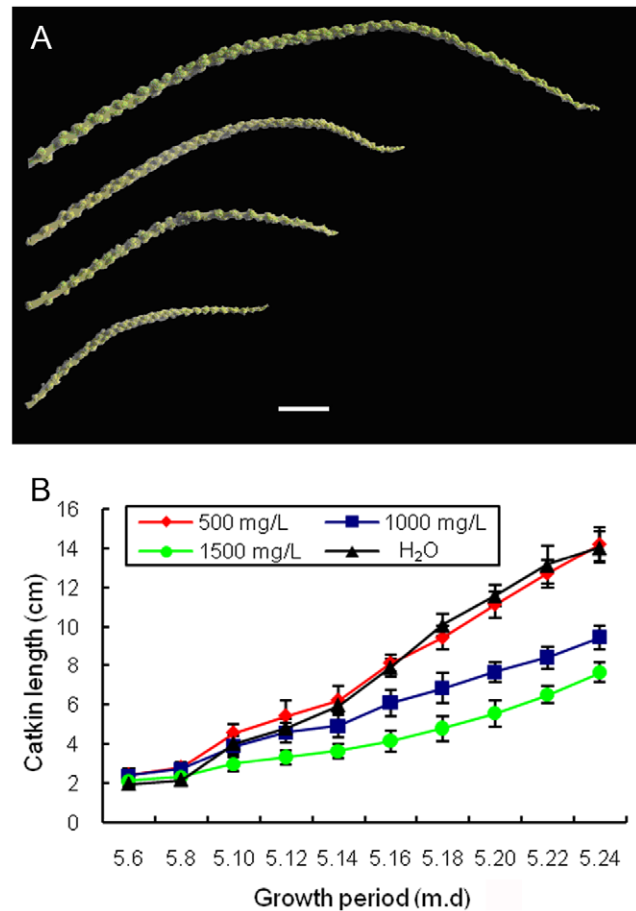 A
B
500 mg/L
1000 mg/L
1500 mg/L
H₂O
Catkin length (cm)
16
14
12
10
8
6
4
2
0
5.6 5.8 5.10 5.12 5.14 5.16 5.18 5.20 5.22 5.24
Growth period (m.d)